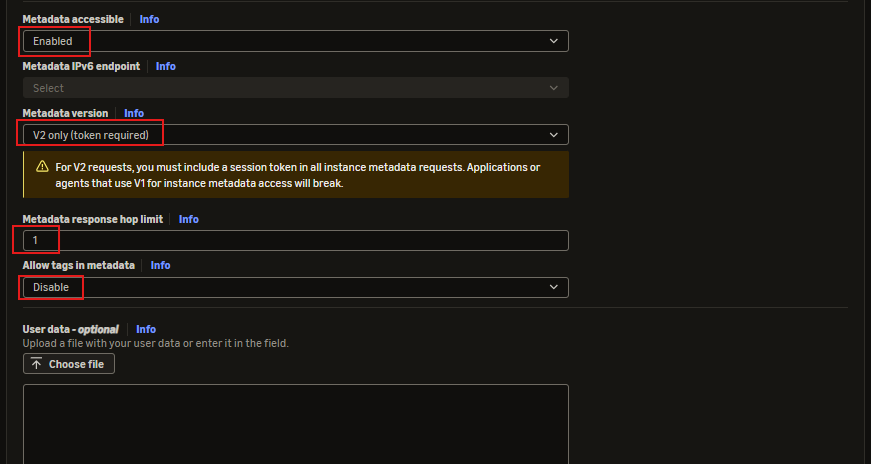 Metadata accessible Info
Enabled
Metadata IPv6 endpoint Info
Select
Metadata version Info
V2 only (token required)
For V2 requests, you must include a session token in all instance metadata requests. Applications or
agents that use V1 for instance metadata access will break.
Metadata response hop limit Info
1
Allow tags in metadata Info
Disable
User data - optional Info
Upload a file with your user data or enter it in the field.
Choose file